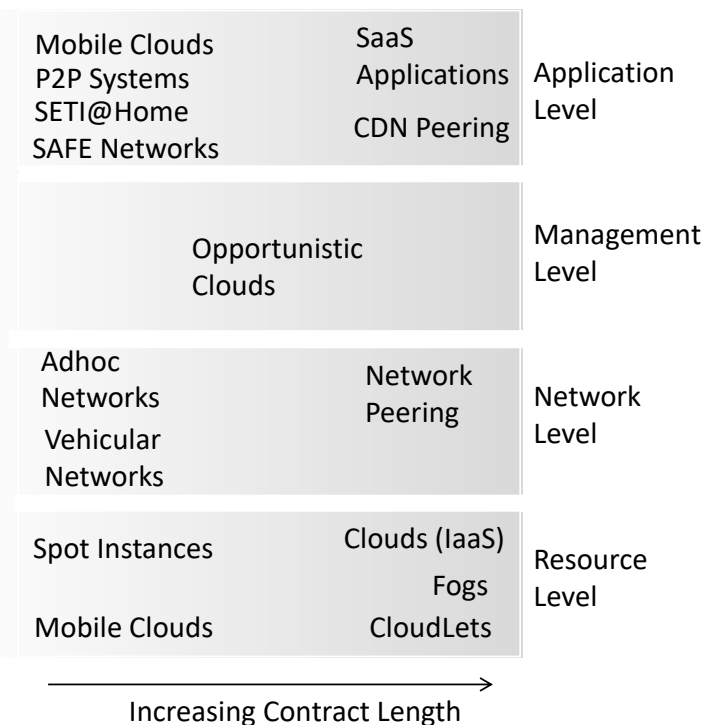 Mobile Clouds
P2P Systems
SETI@Home
SAFE Networks
SaaS
Applications
CDN Peering
Application
Level
Opportunistic
Clouds
Management
Level
Adhoc
Networks
Vehicular
Networks
Network
Peering
Network
Level
Spot Instances
Mobile Clouds
Clouds (IaaS)
Fogs
CloudLets
Resource
Level
Increasing Contract Length